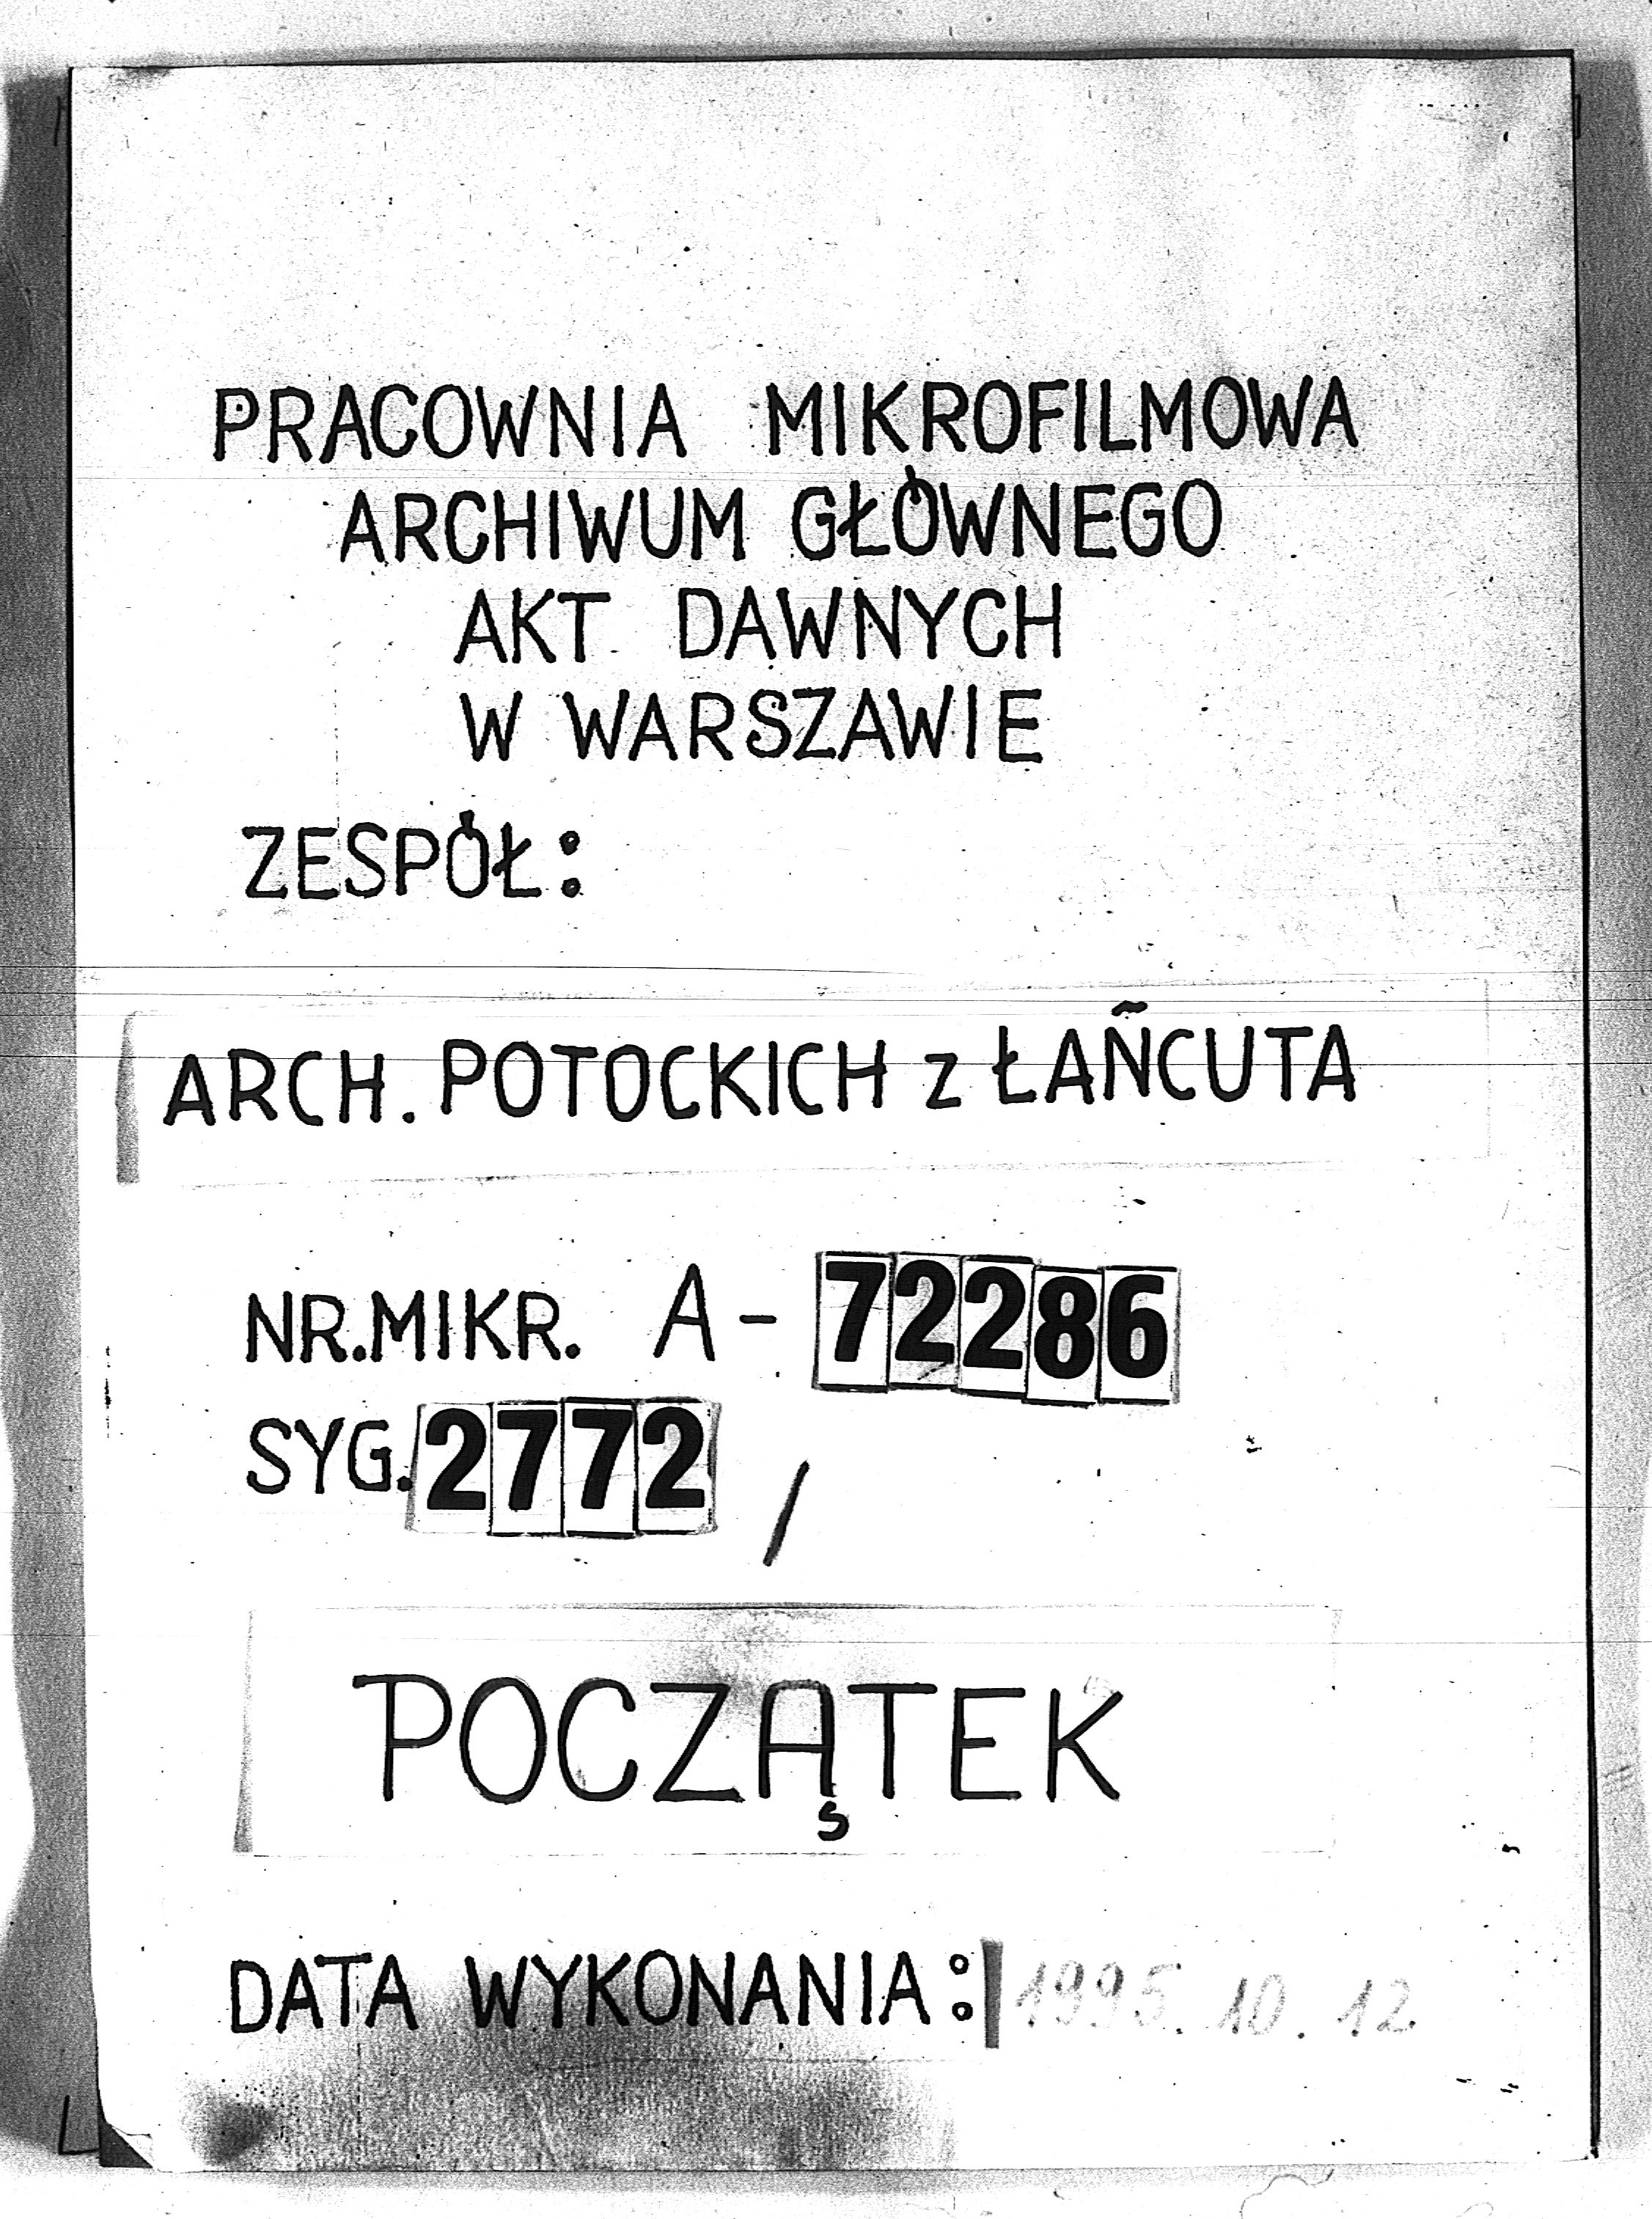 PRACOWNIA MIKROFILMOWA
ARCHIWUM GŁÓWNEGO
AKT DAWNYCH
W WARSZAWIE
ZESPÓŁ:
ARCH. POTOCKICH z ŁAŃCUTA
NR.MIKR. A-72286
SYG. 2772 /
POCZĄTEK
DATA WYKONANIA: 1995.10.12